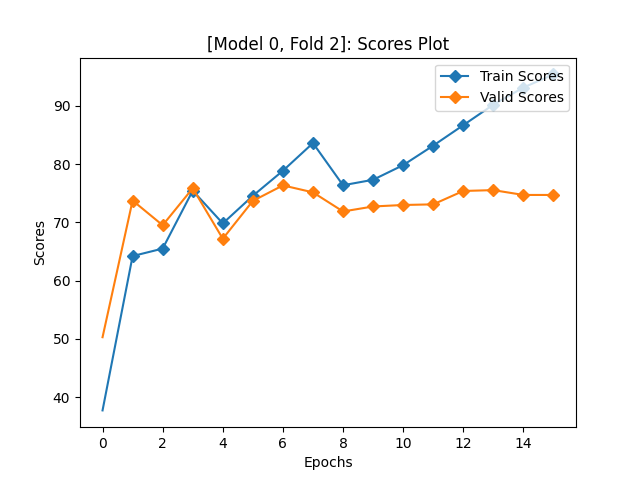 [Model 0, Fold 2]: Scores Plot
Train Scores
Valid Scores
90
80
70
60
50
40
Scores
0 2 4 6 8 10 12 14
Epochs